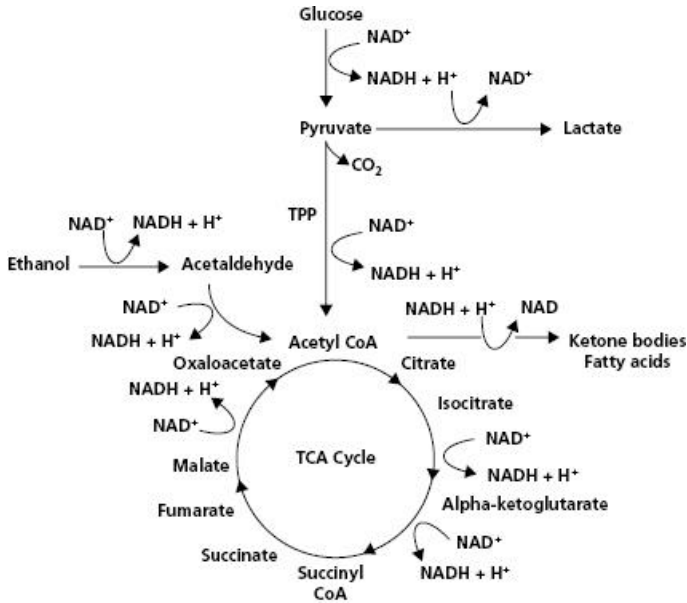 Glucose
NAD⁺
NADH + H⁺ NAD⁺
Pyruvate Lactate
CO₂
TPP
NAD⁺ NADH + H⁺ NAD⁺
Ethanol Acetaldehyde NADH + H⁺
NAD⁺ NADH + H⁺ NAD
NADH + H⁺ Acetyl CoA Ketone bodies
Oxaloacetate Citrate Fatty acids
NADH + H⁺ Isocitrate
NAD⁺ NAD⁺
Malate TCA Cycle NADH + H⁺
Fumarate Alpha-ketoglutarate
Succinate NAD⁺
Succinyl NADH + H⁺
CoA